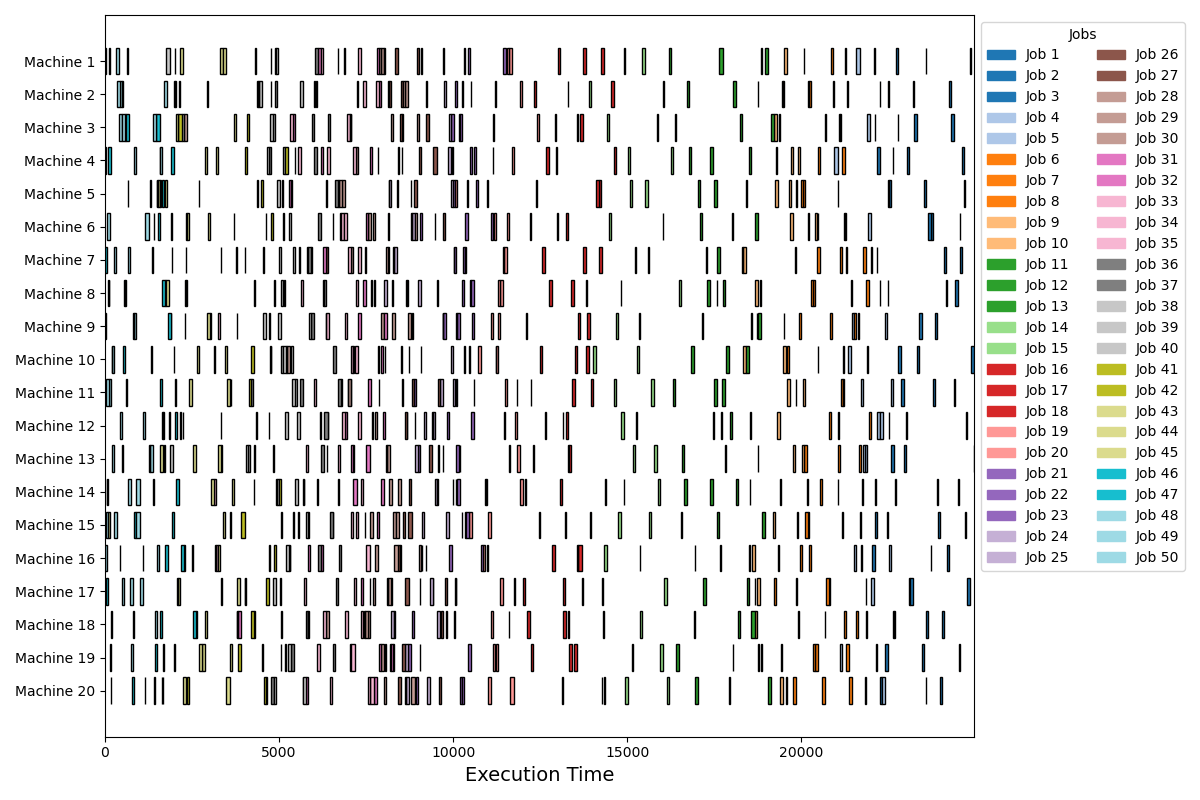 Machine 1
Machine 2
Machine 3
Machine 4
Machine 5
Machine 6
Machine 7
Machine 8
Machine 9
Machine 10
Machine 11
Machine 12
Machine 13
Machine 14
Machine 15
Machine 16
Machine 17
Machine 18
Machine 19
Machine 20
0 5000 10000 15000 20000
Execution Time
Jobs
Job 1
Job 2
Job 3
Job 4
Job 5
Job 6
Job 7
Job 8
Job 9
Job 10
Job 11
Job 12
Job 13
Job 14
Job 15
Job 16
Job 17
Job 18
Job 19
Job 20
Job 21
Job 22
Job 23
Job 24
Job 25
Job 26
Job 27
Job 28
Job 29
Job 30
Job 31
Job 32
Job 33
Job 34
Job 35
Job 36
Job 37
Job 38
Job 39
Job 40
Job 41
Job 42
Job 43
Job 44
Job 45
Job 46
Job 47
Job 48
Job 49
Job 50